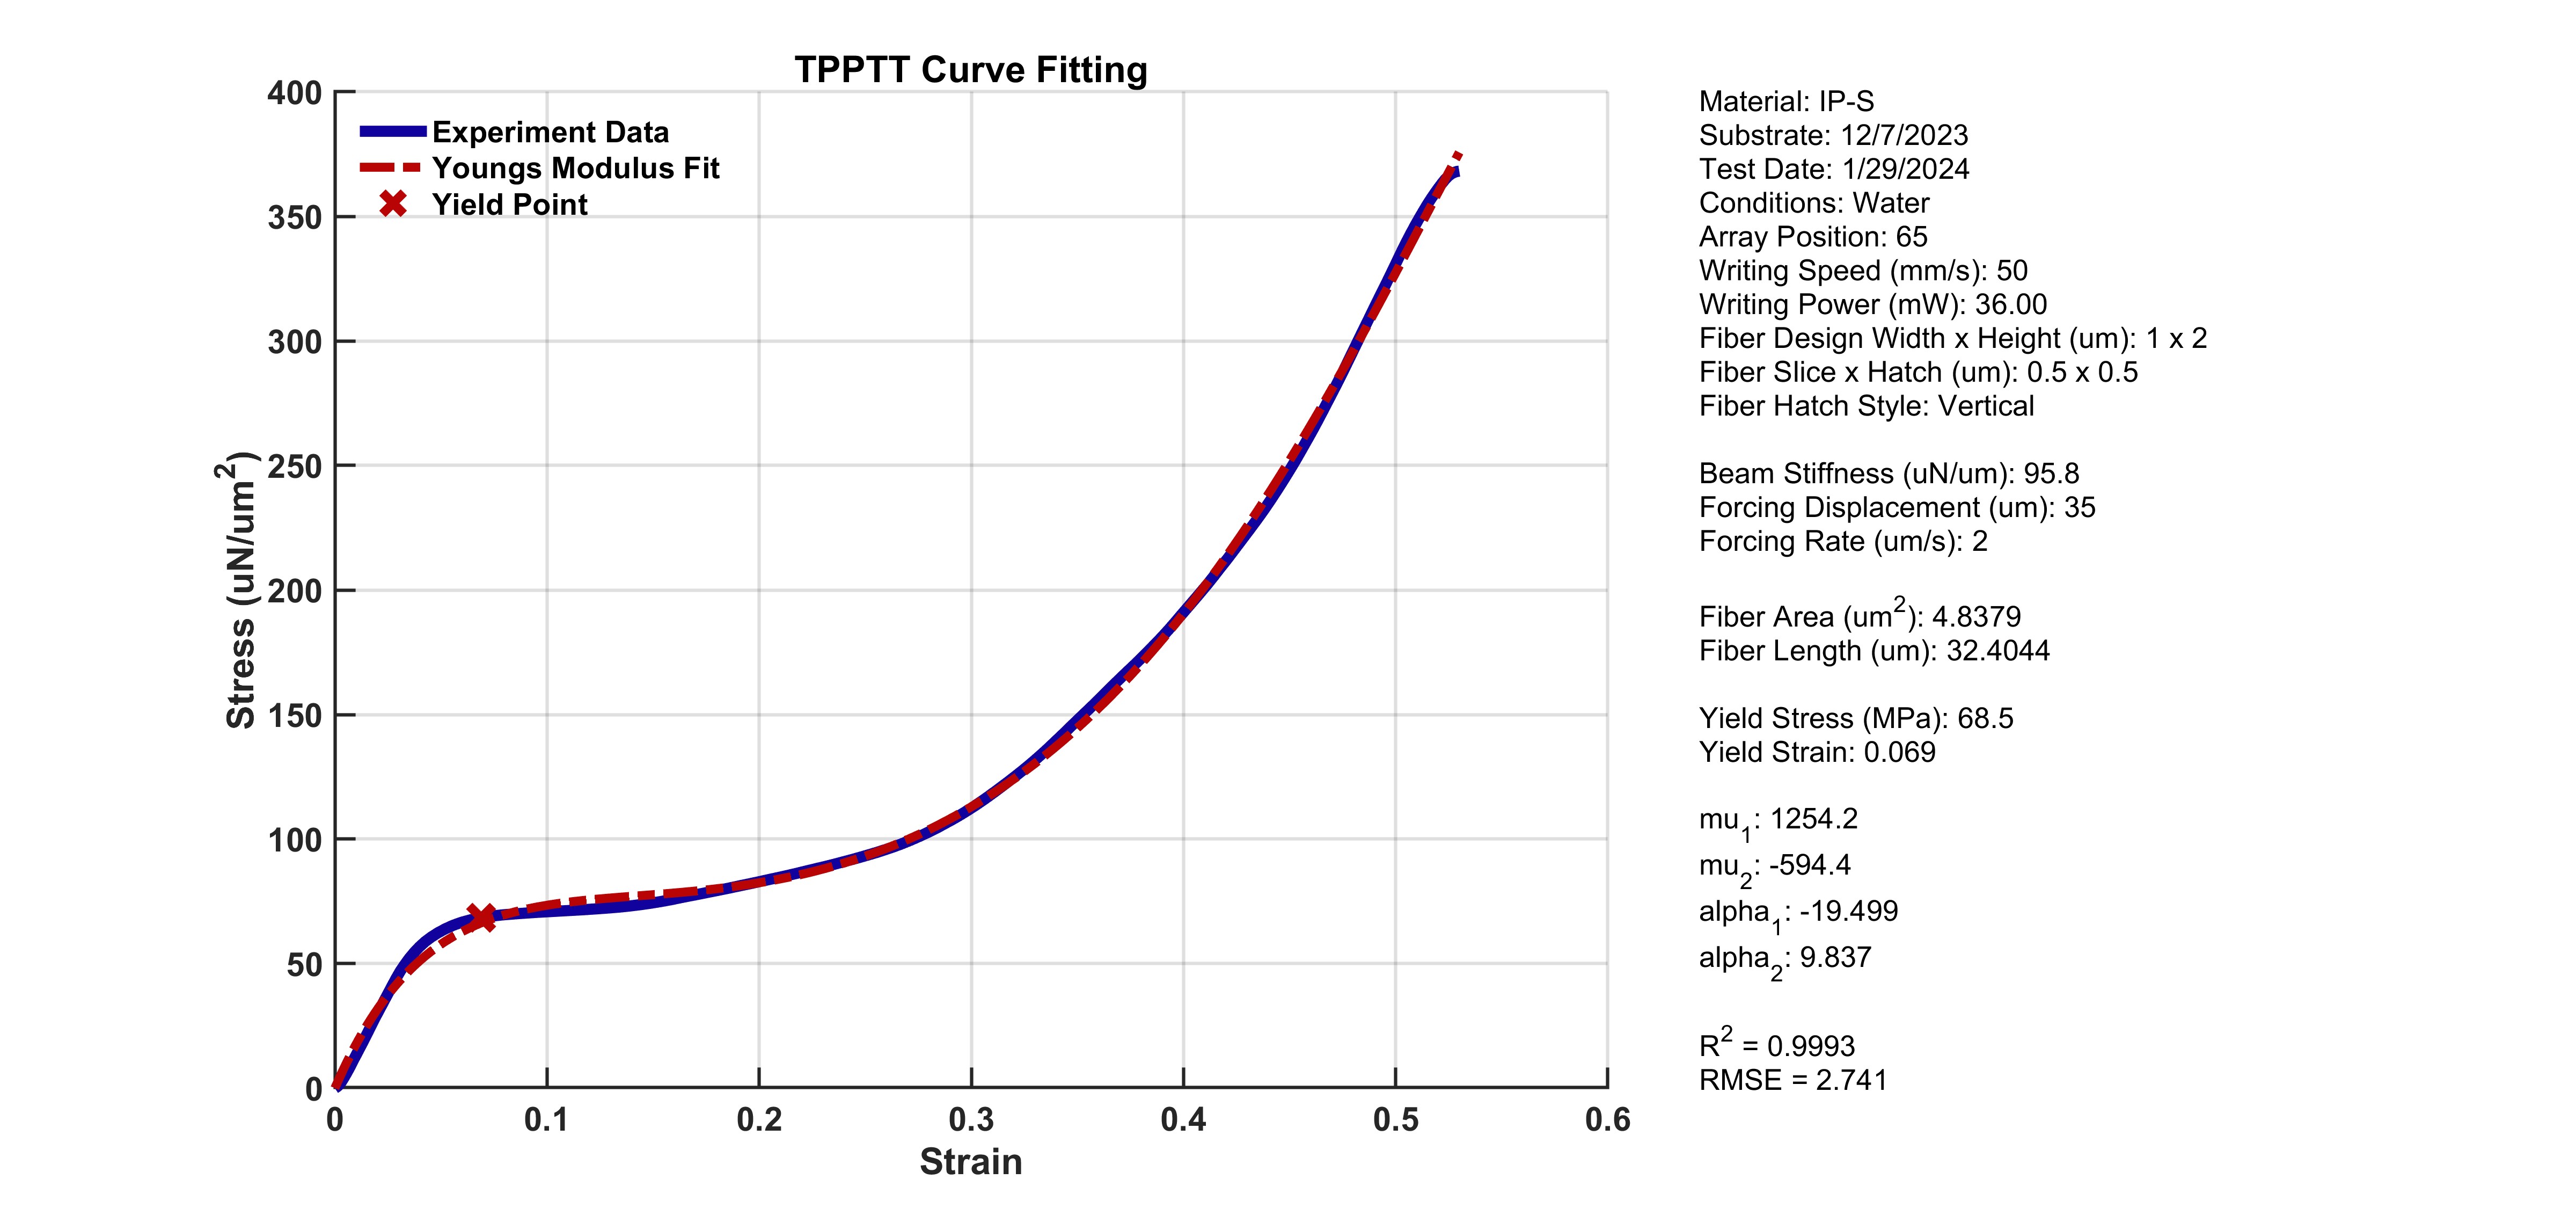 TPPTT Curve Fitting
400
350
300
250
200
150
100
50
0
Stress (uN/um²)
0 0.1 0.2 0.3 0.4 0.5 0.6
Strain
Experiment Data
Youngs Modulus Fit
Yield Point
Material: IP-S
Substrate: 12/7/2023
Test Date: 1/29/2024
Conditions: Water
Array Position: 65
Writing Speed (mm/s): 50
Writing Power (mW): 36.00
Fiber Design Width x Height (um): 1 x 2
Fiber Slice x Hatch (um): 0.5 x 0.5
Fiber Hatch Style: Vertical
Beam Stiffness (uN/um): 95.8
Forcing Displacement (um): 35
Forcing Rate (um/s): 2
Fiber Area (um²): 4.8379
Fiber Length (um): 32.4044
Yield Stress (MPa): 68.5
Yield Strain: 0.069
mu₁: 1254.2
mu₂: -594.4
alpha₁: -19.499
alpha₂: 9.837
R² = 0.9993
RMSE = 2.741